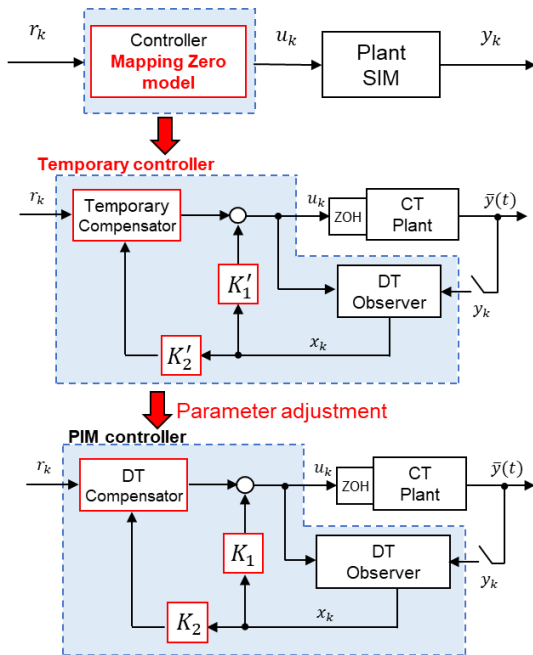 r_k
Controller
Mapping Zero
model
u_k
Plant
SIM
y_k
Temporary controller
r_k
Temporary
Compensator
u_k
ZOH
CT
Plant
ȳ(t)
K′_1
DT
Observer
y_k
K′_2
x_k
Parameter adjustment
PIM controller
r_k
DT
Compensator
u_k
ZOH
CT
Plant
ȳ(t)
K_1
DT
Observer
y_k
K_2
x_k